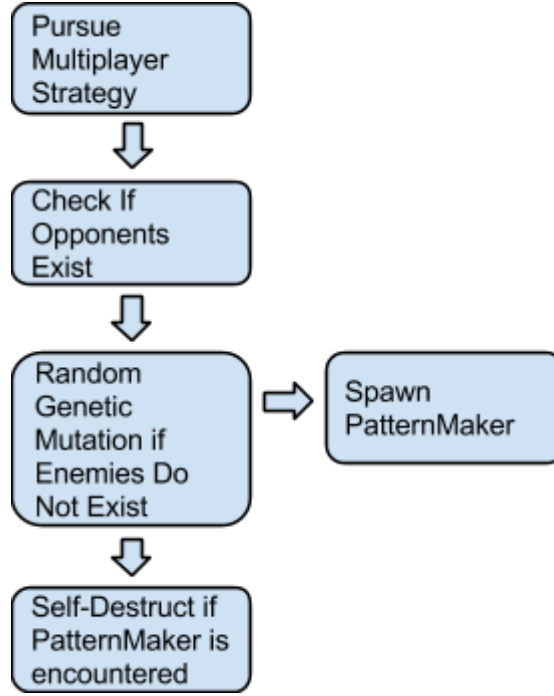 Pursue
Multiplayer
Strategy
Check If
Opponents
Exist
Random
Genetic
Mutation if
Enemies Do
Not Exist
Spawn
PatternMaker
Self-Destruct if
PatternMaker is
encountered